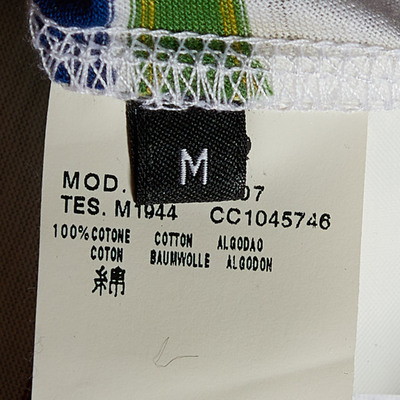 M
MOD. 07
TES. M1944 CC1045746
100% COTONE COTTON ALGODAO
COTON BAUMWOLLE ALGODON
綿